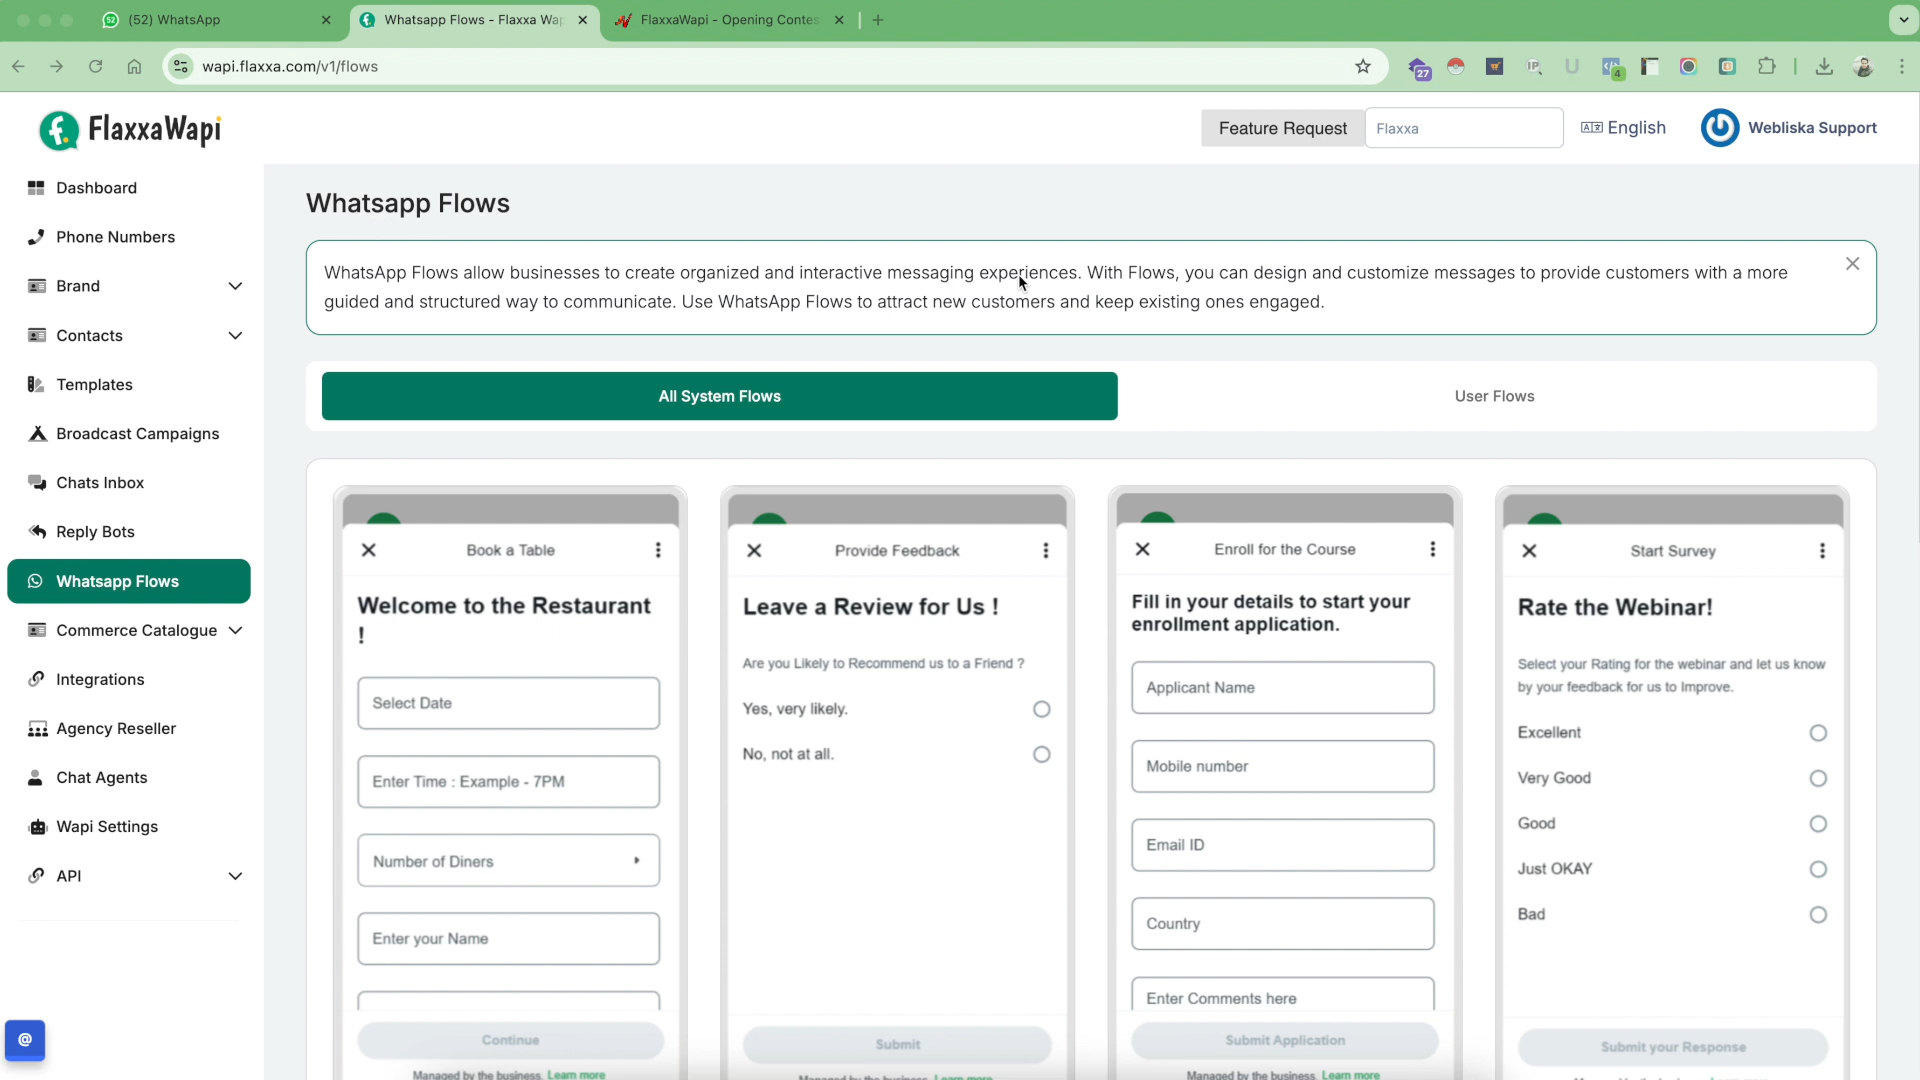 (52) WhatsApp
Whatsapp Flows - Flaxxa Wap
FlaxxaWapi - Opening Contes
wapi.flaxxa.com/v1/flows
27
IP
U
4
FlaxxaWapi
Feature Request
Flaxxa
English
Webliska Support
Dashboard
Phone Numbers
Brand
Contacts
Templates
Broadcast Campaigns
Chats Inbox
Reply Bots
Whatsapp Flows
Commerce Catalogue
Integrations
Agency Reseller
Chat Agents
Wapi Settings
API
@
Whatsapp Flows
WhatsApp Flows allow businesses to create organized and interactive messaging experiences. With Flows, you can design and customize messages to provide customers with a more
guided and structured way to communicate. Use WhatsApp Flows to attract new customers and keep existing ones engaged.
All System Flows
User Flows
Book a Table
Welcome to the Restaurant
!
Select Date
Enter Time : Example - 7PM
Number of Diners
Enter your Name
Continue
Managed by the business. Learn more
Provide Feedback
Leave a Review for Us !
Are you Likely to Recommend us to a Friend ?
Yes, very likely.
No, not at all.
Submit
Managed by the business. Learn more
Enroll for the Course
Fill in your details to start your
enrollment application.
Applicant Name
Mobile number
Email ID
Country
Enter Comments here
Submit Application
Managed by the business. Learn more
Start Survey
Rate the Webinar!
Select your Rating for the webinar and let us know
by your feedback for us to Improve.
Excellent
Very Good
Good
Just OKAY
Bad
Submit your Response